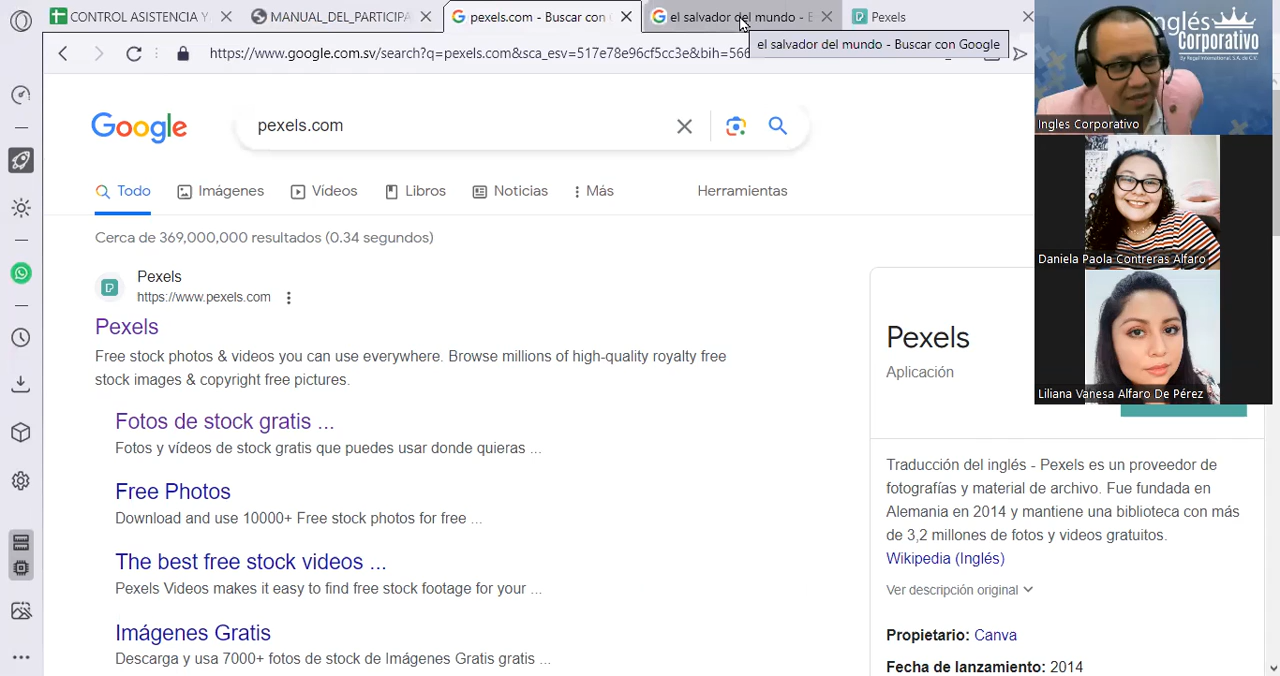 CONTROL ASISTENCIA Y
MANUAL_DEL_PARTICIPA
pexels.com - Buscar con
el salvador del mundo - B
Pexels
el salvador del mundo - Buscar con Google
https://www.google.com.sv/search?q=pexels.com&sca_esv=517e78e96cf5cc3e&bih=566
Google
pexels.com
Todo
Imágenes
Vídeos
Libros
Noticias
Más
Herramientas
Cerca de 369,000,000 resultados (0.34 segundos)
Pexels
https://www.pexels.com
Pexels
Free stock photos & videos you can use everywhere. Browse millions of high-quality royalty free
stock images & copyright free pictures.
Fotos de stock gratis ...
Fotos y vídeos de stock gratis que puedes usar donde quieras ...
Free Photos
Download and use 10000+ Free stock photos for free ...
The best free stock videos ...
Pexels Videos makes it easy to find free stock footage for your ...
Imágenes Gratis
Descarga y usa 7000+ fotos de stock de Imágenes Gratis gratis ...
Pexels
Aplicación
Traducción del inglés - Pexels es un proveedor de
fotografías y material de archivo. Fue fundada en
Alemania en 2014 y mantiene una biblioteca con más
de 3,2 millones de fotos y videos gratuitos.
Wikipedia (Inglés)
Ver descripción original
Propietario: Canva
Fecha de lanzamiento: 2014
Inglés
Corporativo
By Regal International, S.A. de C.V.
Ingles Corporativo
Daniela Paola Contreras Alfaro
Liliana Vanesa Alfaro De Pérez